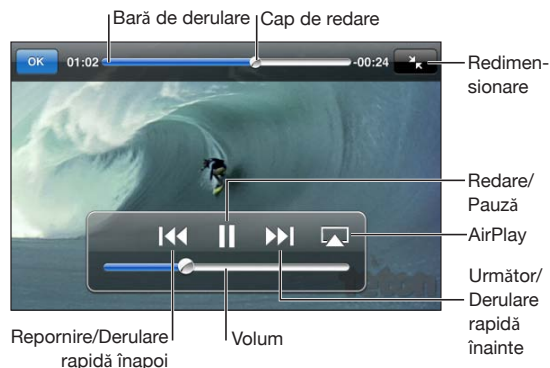 Bară de derulare
Cap de redare
OK
01:02
-00:24
Redimen-
sionare
Redare/
Pauză
AirPlay
Următor/
Derulare
rapidă
înainte
Repornire/Derulare
rapidă înapoi
Volum